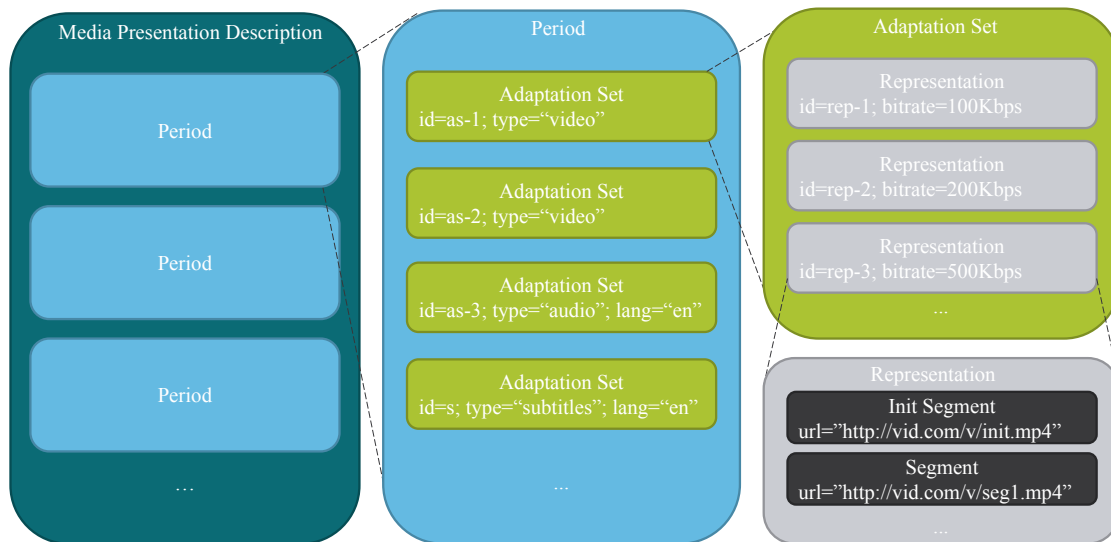 Media Presentation Description
Period
Period
Period
...
Period
Adaptation Set
id=as-1; type=“video”
Adaptation Set
id=as-2; type=“video”
Adaptation Set
id=as-3; type=“audio”; lang=“en”
Adaptation Set
id=s; type=“subtitles”; lang=“en”
...
Adaptation Set
Representation
id=rep-1; bitrate=100Kbps
Representation
id=rep-2; bitrate=200Kbps
Representation
id=rep-3; bitrate=500Kbps
...
Representation
Init Segment
url=”http://vid.com/v/init.mp4”
Segment
url=”http://vid.com/v/seg1.mp4”
...